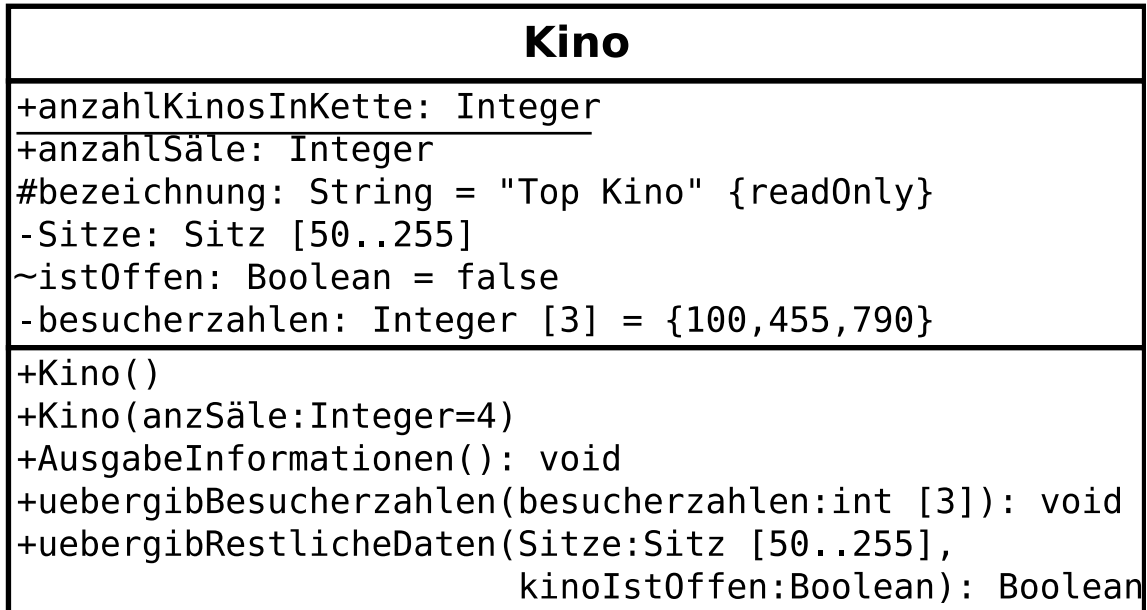 Kino
+anzahlKinosInKette: Integer
+anzahlSäle: Integer
#bezeichnung: String = "Top Kino" {readOnly}
-Sitze: Sitz [50..255]
~istOffen: Boolean = false
-besucherzahlen: Integer [3] = {100,455,790}
+Kino()
+Kino(anzSäle:Integer=4)
+AusgabeInformationen(): void
+uebergibBesucherzahlen(besucherzahlen:int [3]): void
+uebergibRestlicheDaten(Sitze:Sitz [50..255],
kinoIstOffen:Boolean): Boolean